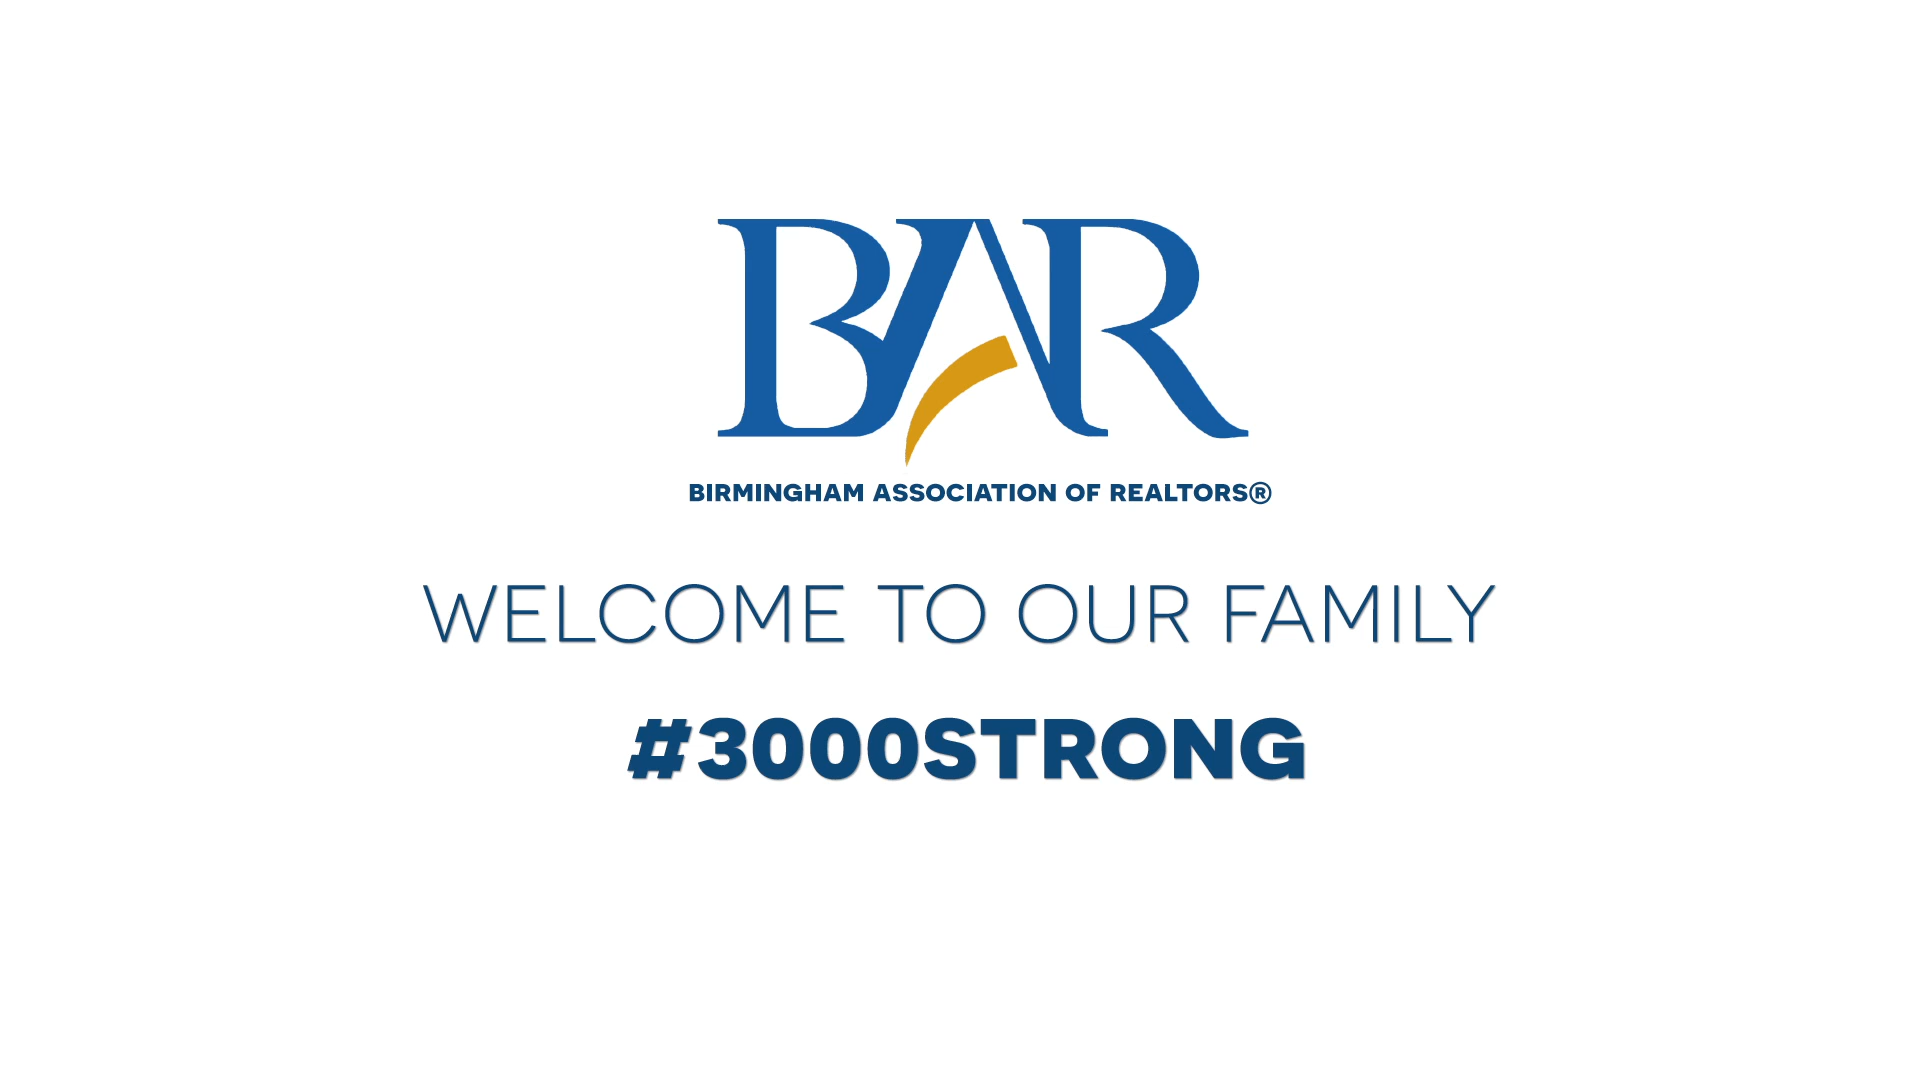 BAR
BIRMINGHAM ASSOCIATION OF REALTORS®
WELCOME TO OUR FAMILY
#3000STRONG